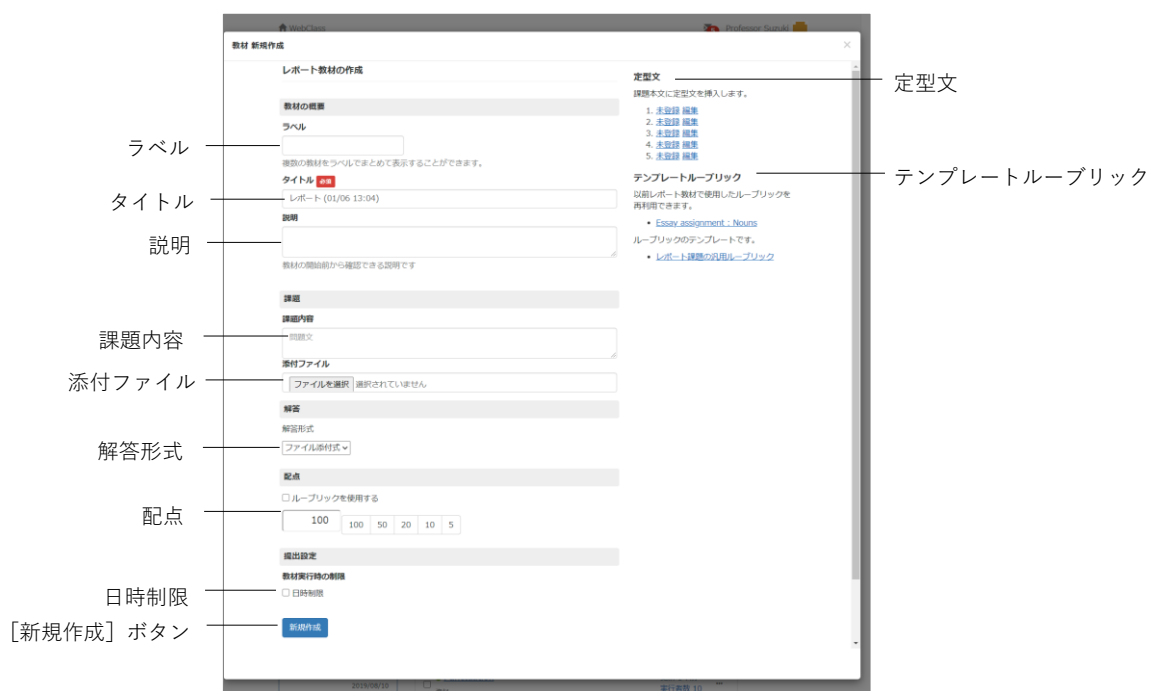 WebClass
Professor Suzuki
教材 新規作成
×
レポート教材の作成
教材の概要
ラベル
複数の教材をラベルでまとめて表示することができます。
タイトル 必須
レポート (01/06 13:04)
説明
教材の開始前から確認できる説明です
課題
課題内容
問題文
添付ファイル
ファイルを選択 選択されていません
解答
解答形式
ファイル添付式
配点
ルーブリックを使用する
100
100 50 20 10 5
提出設定
教材実行時の制限
日時制限
新規作成
定型文
課題本文に定型文を挿入します。
1. 未登録 編集
2. 未登録 編集
3. 未登録 編集
4. 未登録 編集
5. 未登録 編集
テンプレートルーブリック
以前レポート教材で使用したルーブリックを
再利用できます。
• Essay assignment : Nouns
ルーブリックのテンプレートです。
• レポート課題の汎用ルーブリック
ラベル
タイトル
説明
課題内容
添付ファイル
解答形式
配点
日時制限
［新規作成］ボタン
定型文
テンプレートルーブリック
2019/08/10
実行者数 10